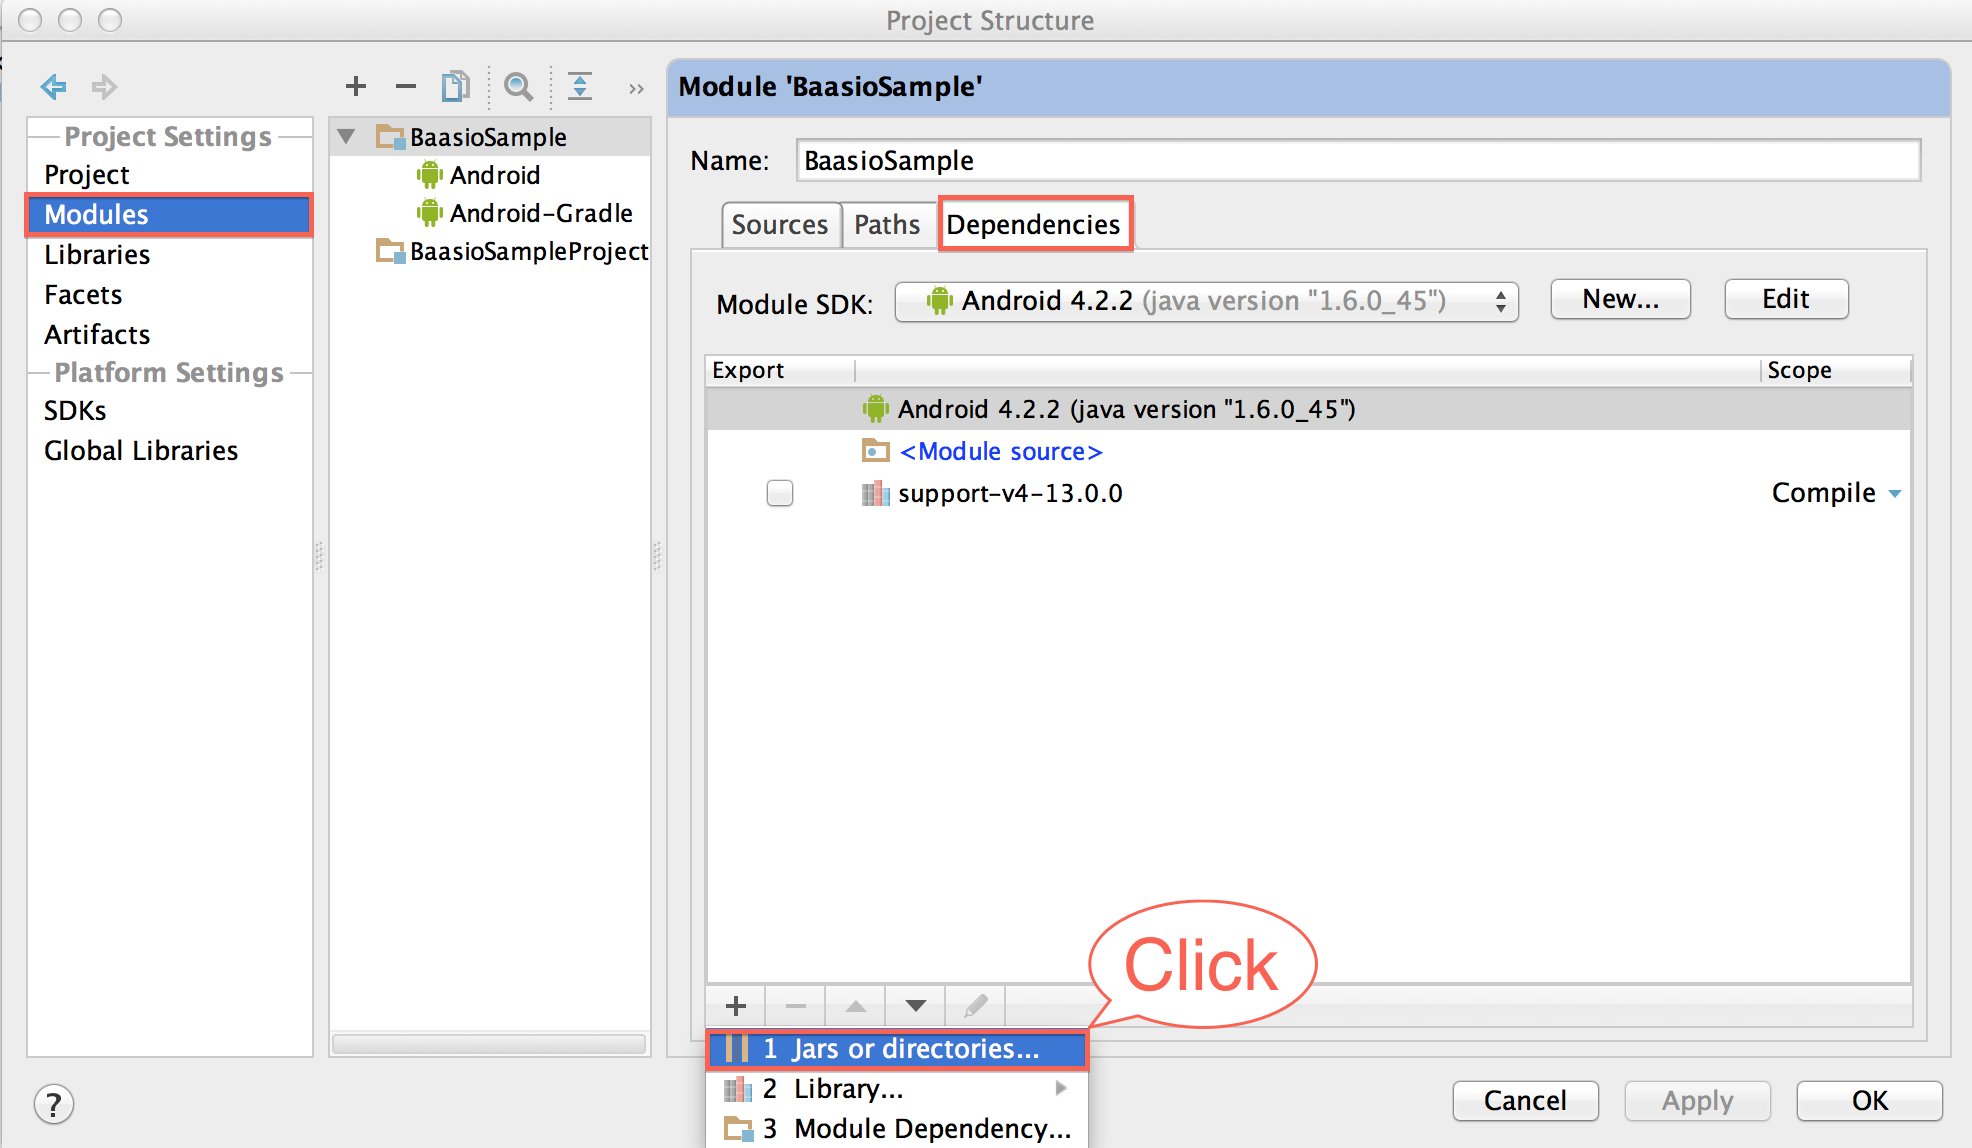 Project Structure
Project Settings
Project
Modules
Libraries
Facets
Artifacts
Platform Settings
SDKs
Global Libraries
BaasioSample
Android
Android-Gradle
BaasioSampleProject
Module 'BaasioSample'
Name: BaasioSample
Sources Paths Dependencies
Module SDK: Android 4.2.2 (java version "1.6.0_45") New... Edit
Export Scope
Android 4.2.2 (java version "1.6.0_45")
<Module source>
support-v4-13.0.0 Compile
Click
1 Jars or directories...
2 Library...
3 Module Dependency...
? Cancel Apply OK